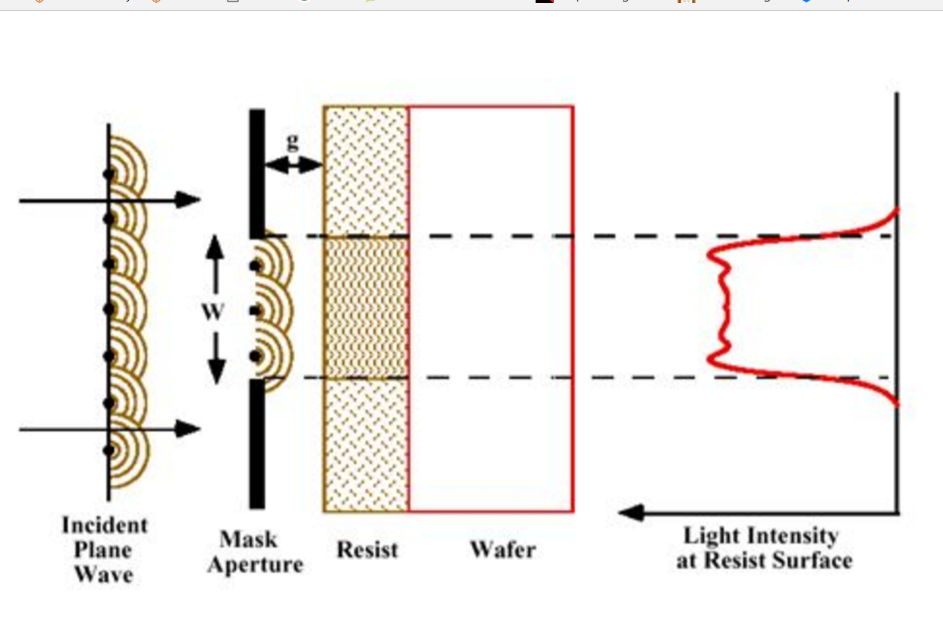 g
W
Incident
Plane
Wave
Mask
Aperture
Resist
Wafer
Light Intensity
at Resist Surface